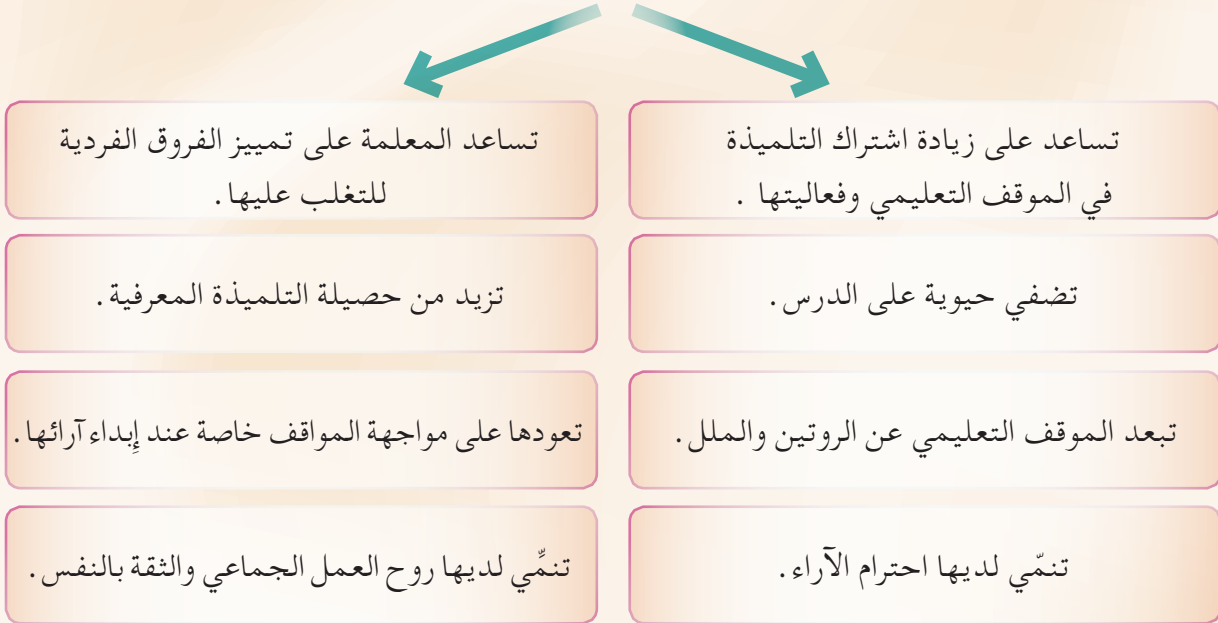 تساعد على زيادة اشتراك التلميذة
في الموقف التعليمي وفعاليتها .
تساعد المعلمة على تمييز الفروق الفردية
للتغلب عليها .
تضفي حيوية على الدرس .
تزيد من حصيلة التلميذة المعرفية .
تبعد الموقف التعليمي عن الروتين والملل .
تعودها على مواجهة المواقف خاصة عند إِبداء آرائها .
تنمّي لديها احترام الآراء .
تنمِّي لديها روح العمل الجماعي والثقة بالنفس .